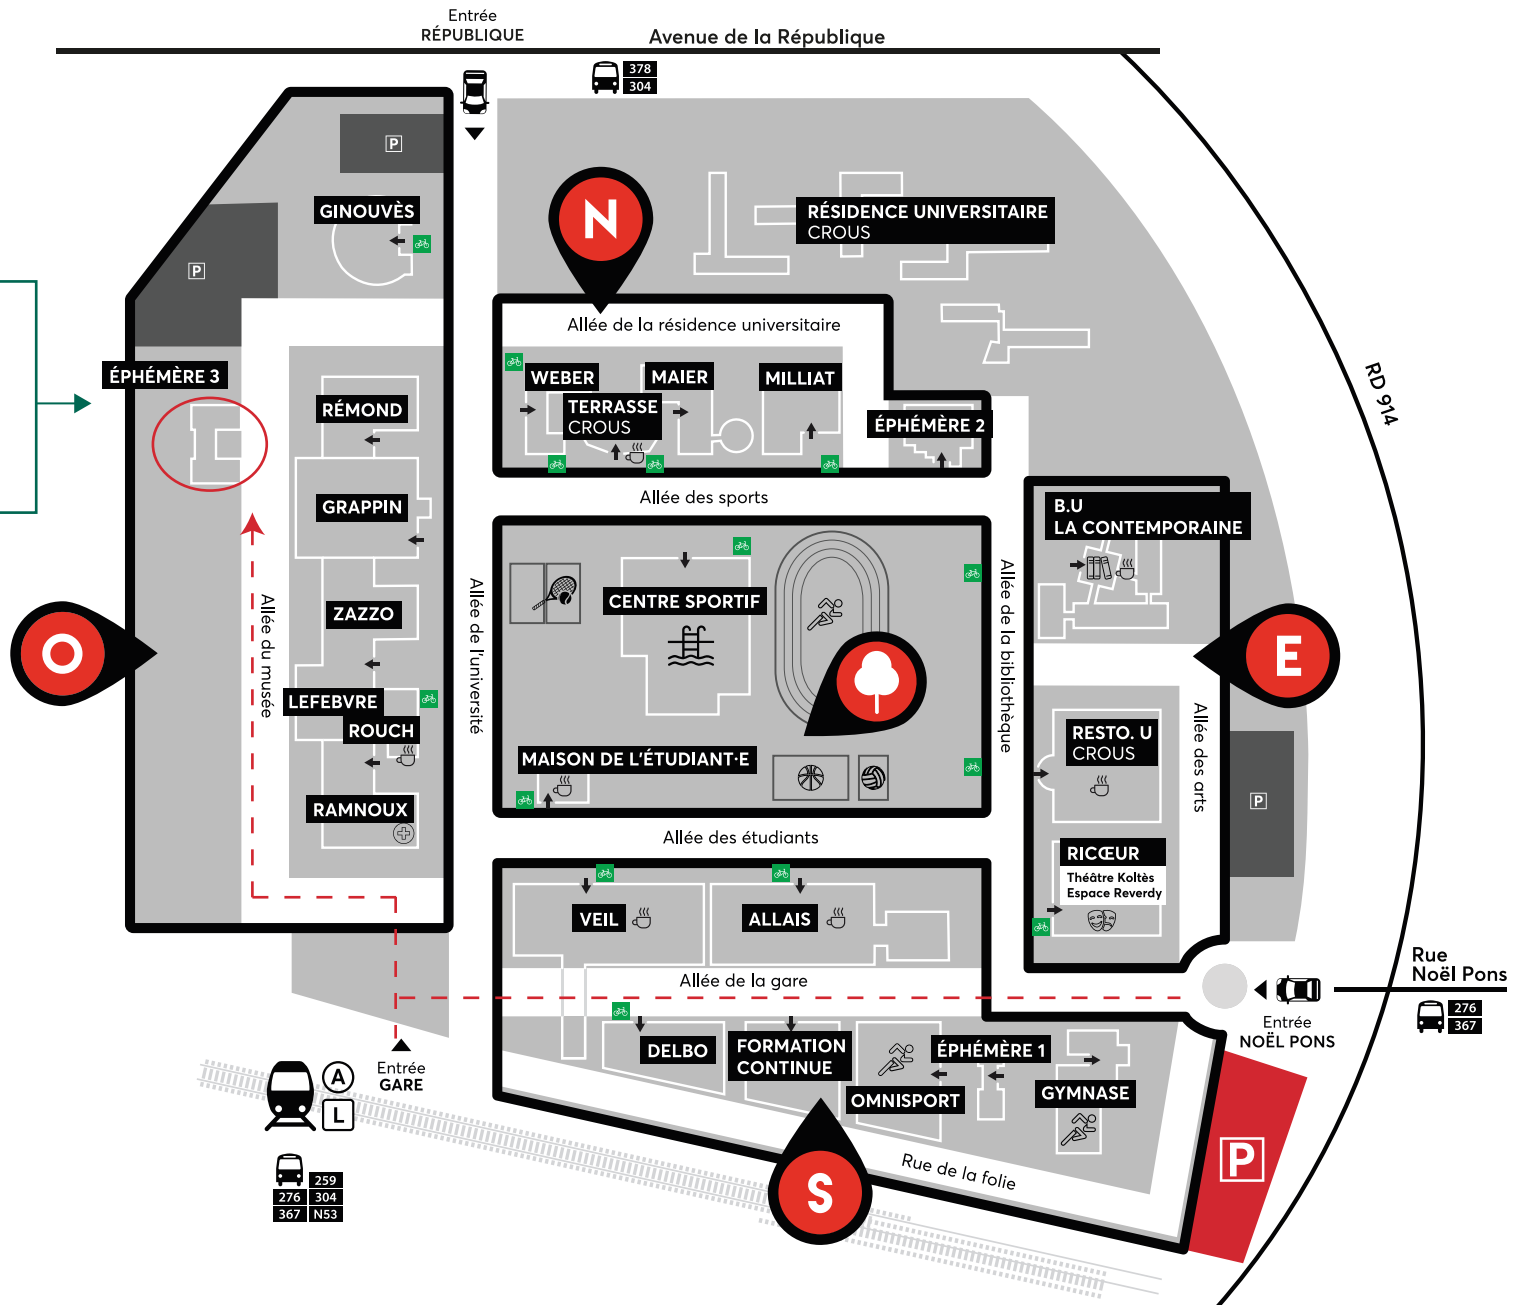 Entrée
RÉPUBLIQUE
Avenue de la République
378
304
P
GINOUVÈS
P
N
RÉSIDENCE UNIVERSITAIRE
CROUS
Allée de la résidence universitaire
RD 914
ÉPHÉMÈRE 3
RÉMOND
WEBER
MAIER
MILLIAT
TERRASSE
CROUS
ÉPHÉMÈRE 2
GRAPPIN
Allée des sports
B.U
LA CONTEMPORAINE
ZAZZO
Allée du musée
Allée de l'université
CENTRE SPORTIF
Allée de la bibliothèque
O
E
LEFEBVRE
ROUCH
MAISON DE L'ÉTUDIANT·E
RESTO. U
CROUS
Allée des arts
P
RAMNOUX
Allée des étudiants
RICŒUR
Théâtre Koltès
Espace Reverdy
VEIL
ALLAIS
Allée de la gare
Rue
Noël Pons
276
367
Entrée
NOËL PONS
DELBO
FORMATION
CONTINUE
ÉPHÉMÈRE 1
OMNISPORT
GYMNASE
Entrée
GARE
A
L
259
276 304
367 N53
Rue de la folie
S
P